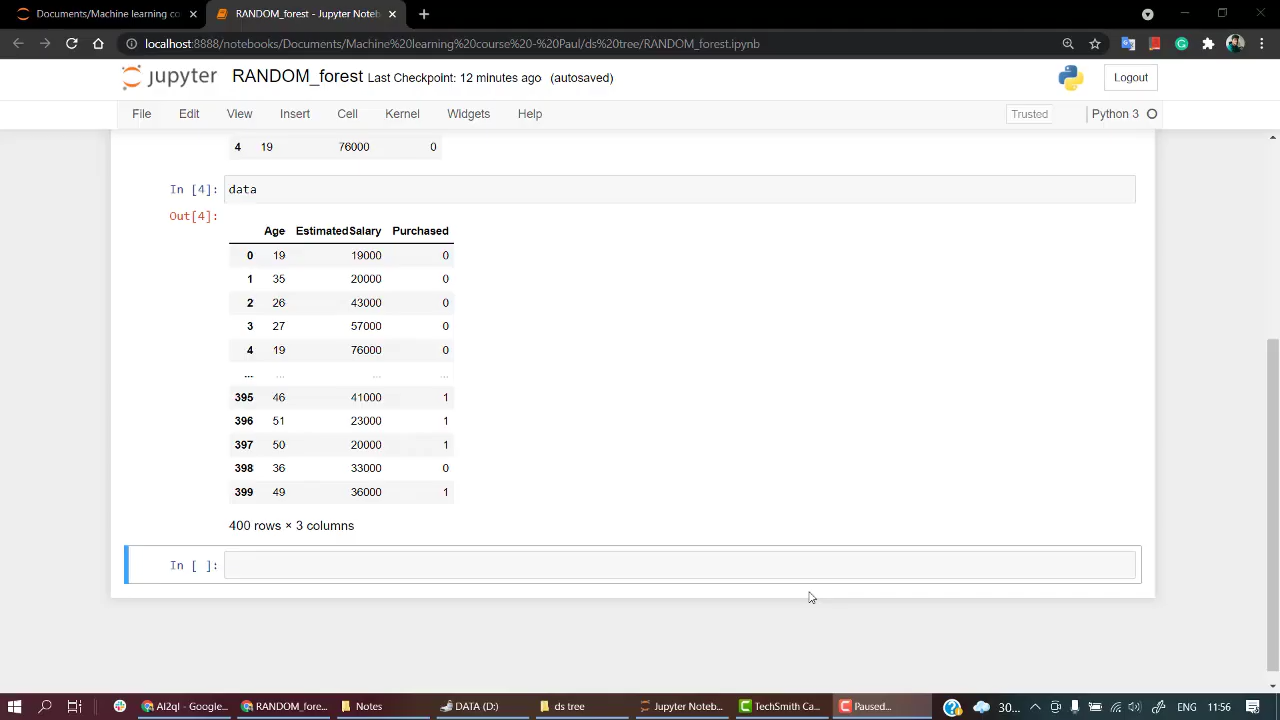 Documents/Machine learning co
RANDOM_forest - Jupyter Noteb
localhost:8888/notebooks/Documents/Machine%20learning%20course%20-%20Paul/ds%20tree/RANDOM_forest.ipynb
jupyter RANDOM_forest Last Checkpoint: 12 minutes ago (autosaved) Logout
File Edit View Insert Cell Kernel Widgets Help Trusted Python 3
4 19 76000 0
In [4]: data
Out[4]:
Age EstimatedSalary Purchased
0 19 19000 0
1 35 20000 0
2 26 43000 0
3 27 57000 0
4 19 76000 0
... ... ... ...
395 46 41000 1
396 51 23000 1
397 50 20000 1
398 36 33000 0
399 49 36000 1
400 rows × 3 columns
In [ ]:
AI2ql - Google... RANDOM_fore... Notes DATA (D:) ds tree Jupyter Noteb... TechSmith Ca... Paused... 30... ENG 11:56